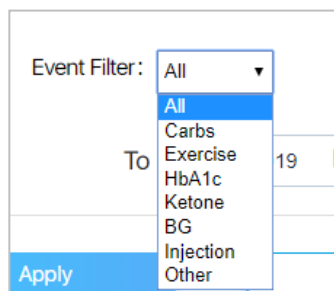 Event Filter: All
All
Carbs
Exercise
To 19
HbA1c
Ketone
BG
Injection
Apply
Other